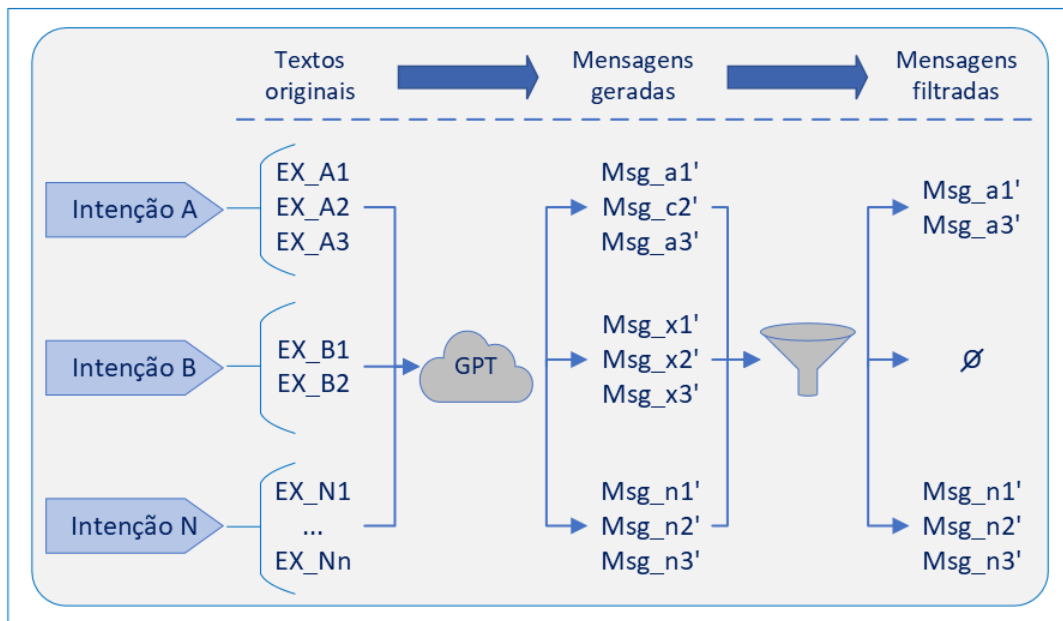 Textos
originais
Mensagens
geradas
Mensagens
filtradas
Intenção A
EX_A1
EX_A2
EX_A3
Msg_a1'
Msg_c2'
Msg_a3'
Msg_a1'
Msg_a3'
Intenção B
EX_B1
EX_B2
GPT
Msg_x1'
Msg_x2'
Msg_x3'
Ø
Intenção N
EX_N1
...
EX_Nn
Msg_n1'
Msg_n2'
Msg_n3'
Msg_n1'
Msg_n2'
Msg_n3'